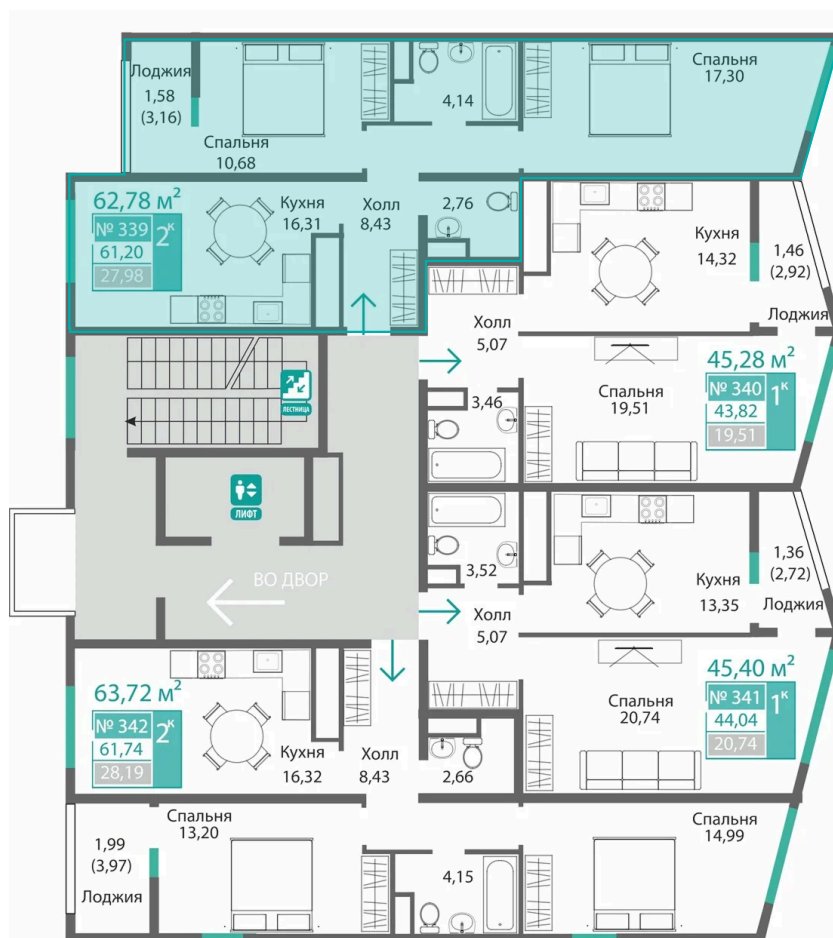 Лоджия
1,58
(3,16)
Спальня
10,68
4,14
Спальня
17,30
62,78 м²
№ 339
2ᴷ
61,20
27,98
Кухня
16,31
Холл
8,43
2,76
Кухня
14,32
1,46
(2,92)
Лоджия
Холл
5,07
45,28 м²
№ 340
1ᴷ
43,82
19,51
Спальня
19,51
3,46
ЛЕСТНИЦА
ЛИФТ
ВО ДВОР
3,52
Кухня
13,35
1,36
(2,72)
Лоджия
Холл
5,07
45,40 м²
№ 341
1ᴷ
44,04
20,74
Спальня
20,74
63,72 м²
№ 342
2ᴷ
61,74
28,19
Кухня
16,32
Холл
8,43
2,66
Спальня
13,20
1,99
(3,97)
Лоджия
4,15
Спальня
14,99